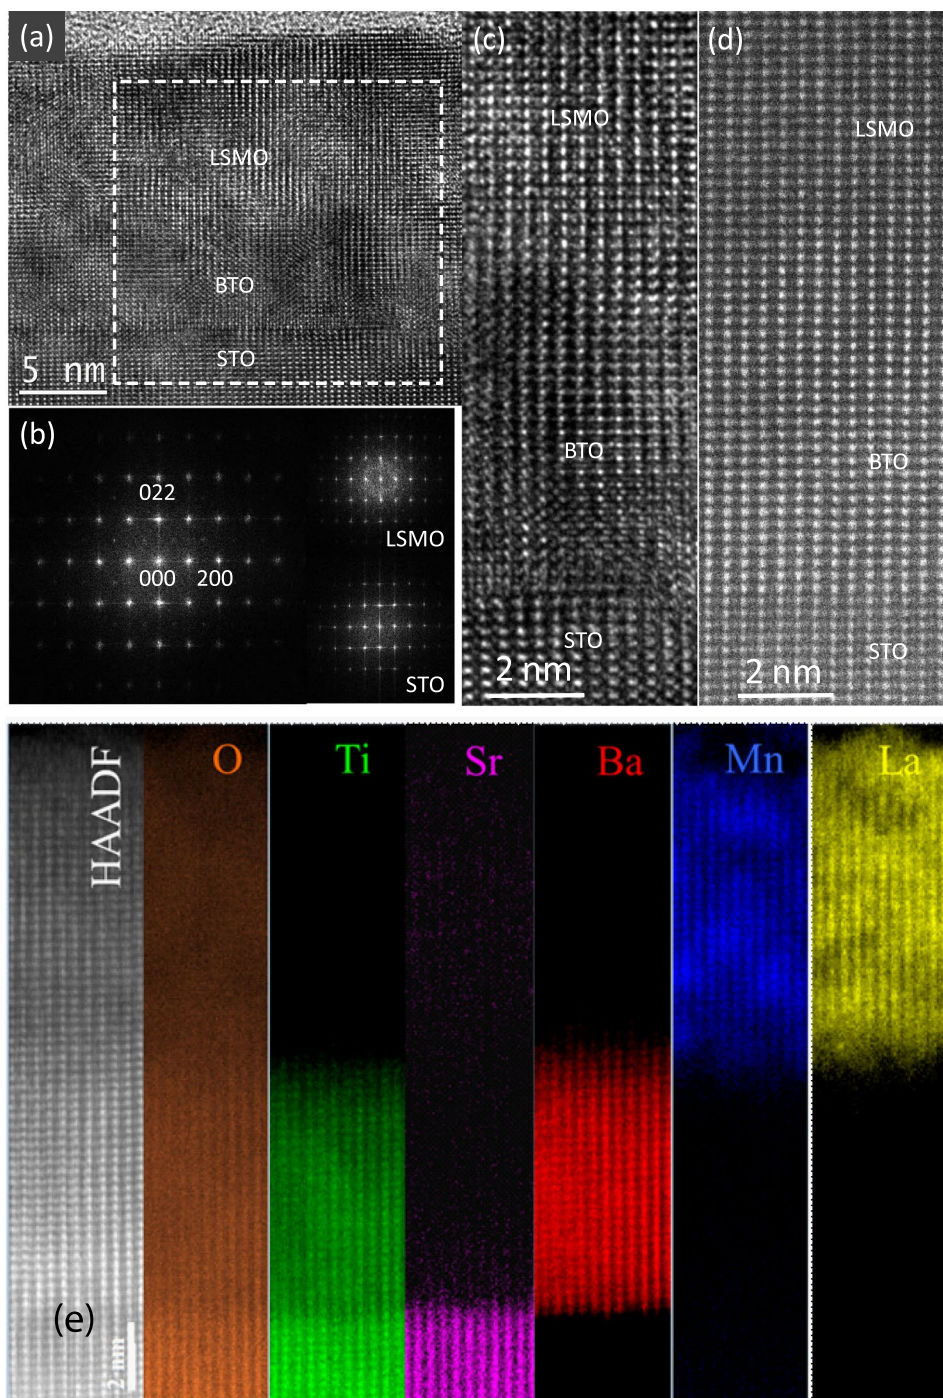 (a)
LSMO
BTO
STO
5 nm
(b)
022
000 200
LSMO
STO
(c)
LSMO
BTO
STO
2 nm
(d)
LSMO
BTO
STO
2 nm
HAADF
O
Ti
Sr
Ba
Mn
La
(e)
2 nm